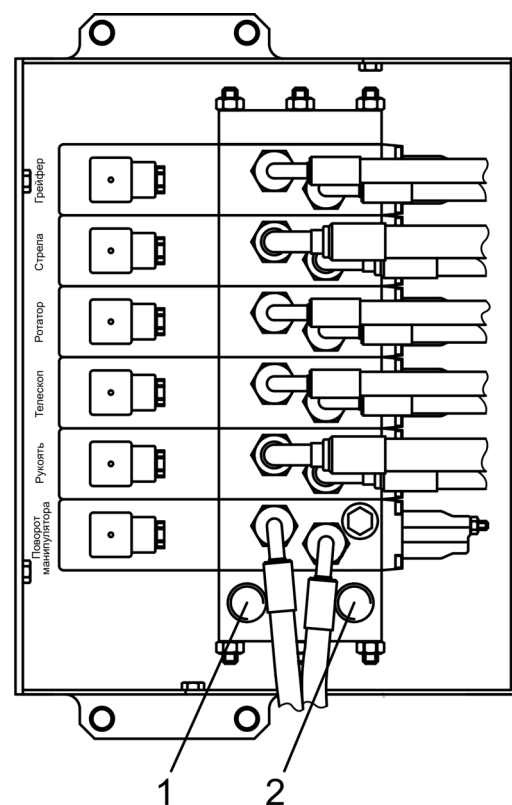 Грейфер
Стрела
Ротатор
Телескоп
Рукоять
Поворот
манипулятора
1 2